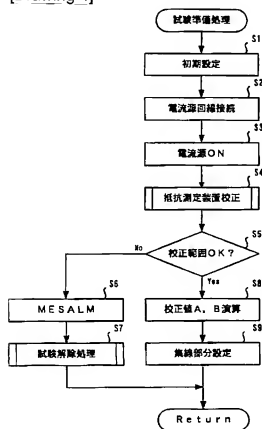 試験準備処理
S1
初期設定
S2
電流源回線接続
S3
電流源ON
S4
抵抗測定装置校正
S5
校正範囲OK?
No
Yes
S6
MESALM
S7
試験解除処理
S8
校正値A,B演算
S9
集線部分設定
Return